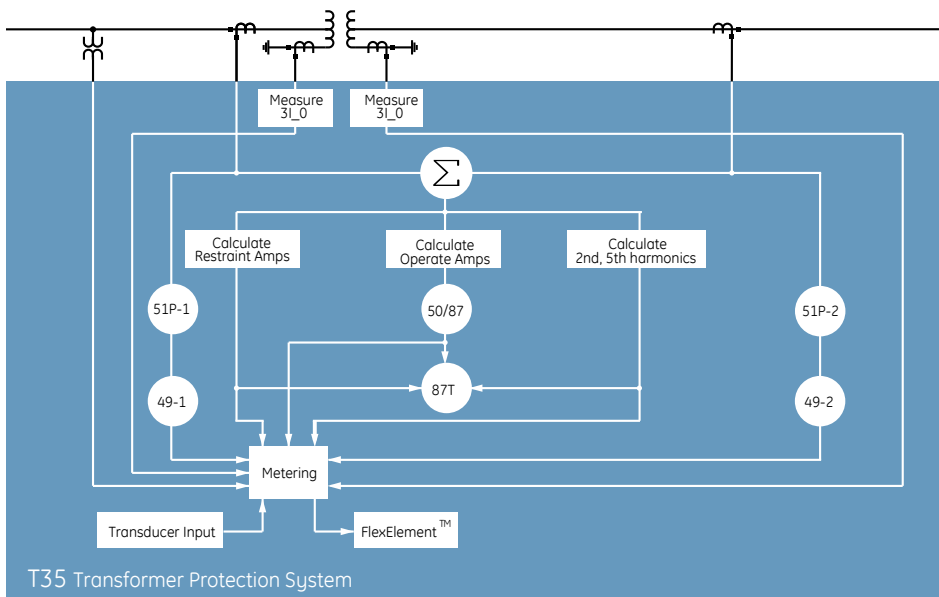 Measure
3I_0
Measure
3I_0
Σ
Calculate
Restraint Amps
Calculate
Operate Amps
Calculate
2nd, 5th harmonics
51P-1
50/87
51P-2
49-1
87T
49-2
Metering
Transducer Input
FlexElement™
T35 Transformer Protection System